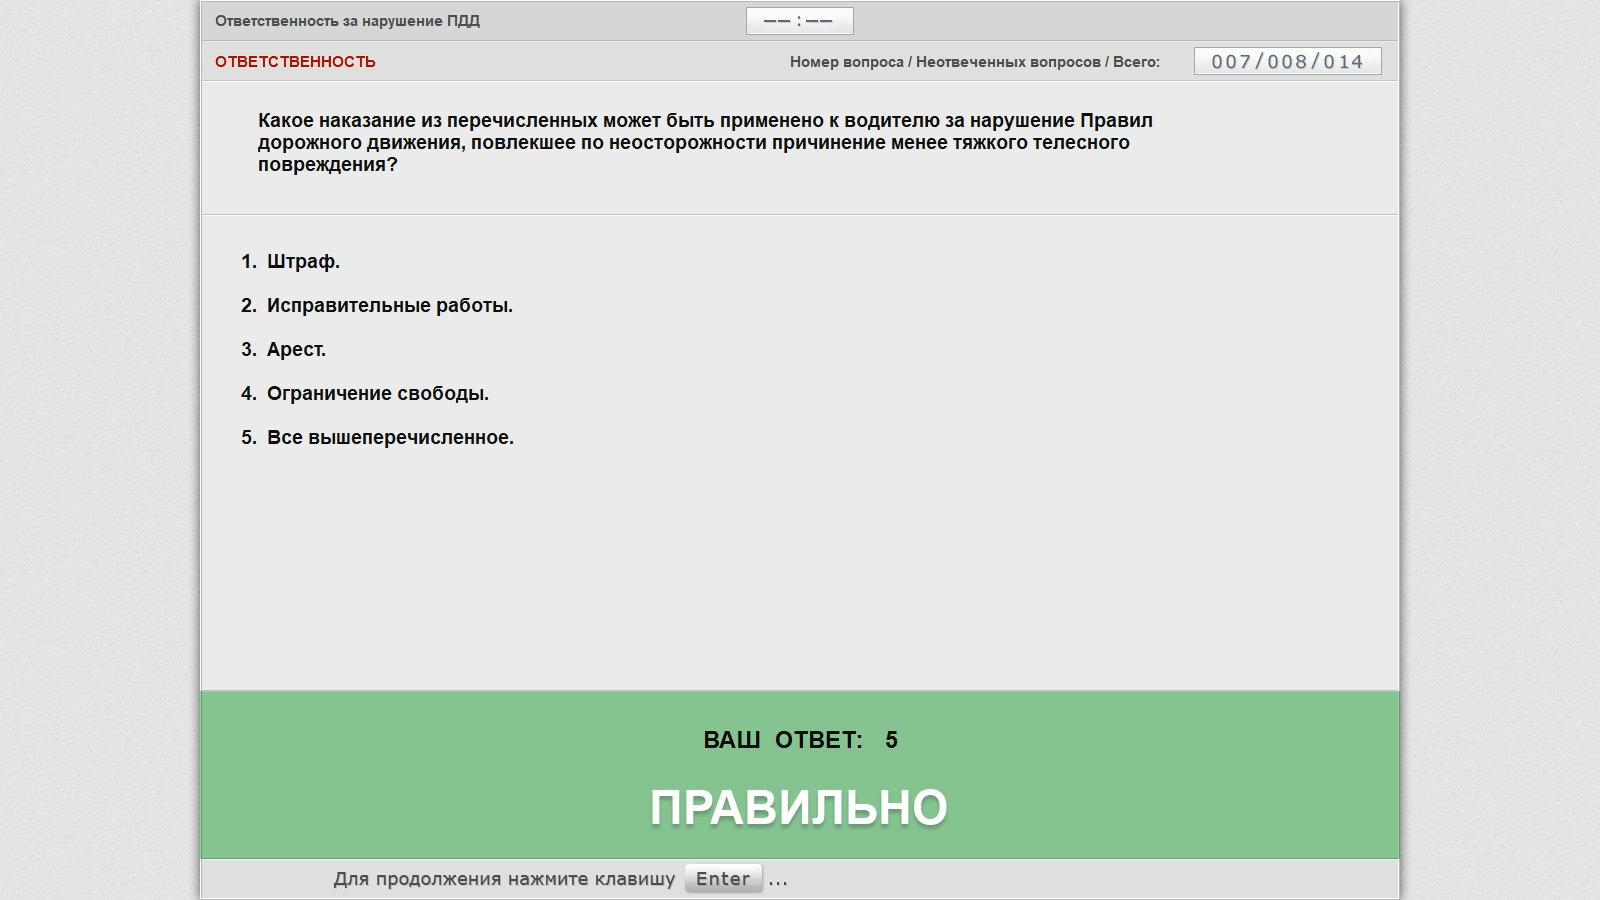 Ответственность за нарушение ПДД
−−:−−
ОТВЕТСТВЕННОСТЬ
Номер вопроса / Неотвеченных вопросов / Всего:
007/008/014
Какое наказание из перечисленных может быть применено к водителю за нарушение Правил
дорожного движения, повлекшее по неосторожности причинение менее тяжкого телесного
повреждения?
1. Штраф.
2. Исправительные работы.
3. Арест.
4. Ограничение свободы.
5. Все вышеперечисленное.
ВАШ ОТВЕТ: 5
ПРАВИЛЬНО
Для продолжения нажмите клавишу Enter ...